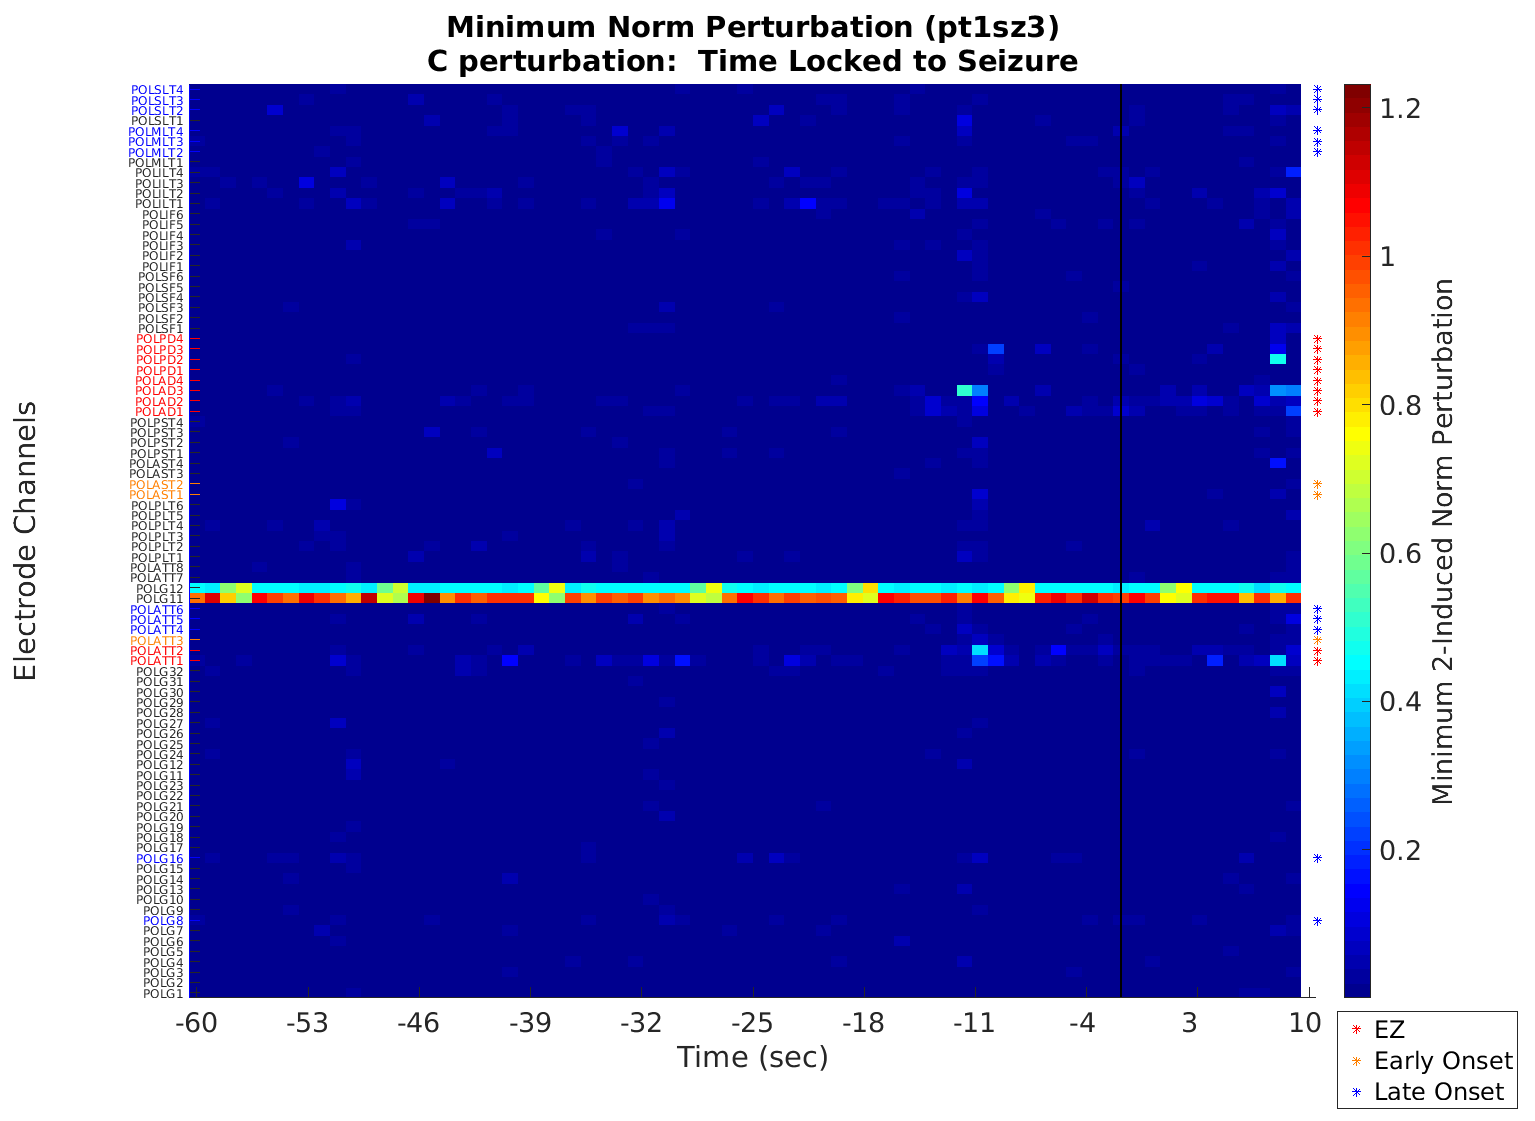 Minimum Norm Perturbation (pt1sz3)
C perturbation:  Time Locked to Seizure
Electrode Channels
POLSLT4
POLSLT3
POLSLT2
POLSLT1
POLMLT4
POLMLT3
POLMLT2
POLMLT1
POLILT4
POLILT3
POLILT2
POLILT1
POLIF6
POLIF5
POLIF4
POLIF3
POLIF2
POLIF1
POLSF6
POLSF5
POLSF4
POLSF3
POLSF2
POLSF1
POLPD4
POLPD3
POLPD2
POLPD1
POLAD4
POLAD3
POLAD2
POLAD1
POLPST4
POLPST3
POLPST2
POLPST1
POLAST4
POLAST3
POLAST2
POLAST1
POLPLT6
POLPLT5
POLPLT4
POLPLT3
POLPLT2
POLPLT1
POLATT8
POLATT7
POLG12
POLG11
POLATT6
POLATT5
POLATT4
POLATT3
POLATT2
POLATT1
POLG32
POLG31
POLG30
POLG29
POLG28
POLG27
POLG26
POLG25
POLG24
POLG12
POLG11
POLG23
POLG22
POLG21
POLG20
POLG19
POLG18
POLG17
POLG16
POLG15
POLG14
POLG13
POLG10
POLG9
POLG8
POLG7
POLG6
POLG5
POLG4
POLG3
POLG2
POLG1
-60 -53 -46 -39 -32 -25 -18 -11 -4 3 10
Time (sec)
1.2
1
0.8
0.6
0.4
0.2
Minimum 2-Induced Norm Perturbation
EZ
Early Onset
Late Onset